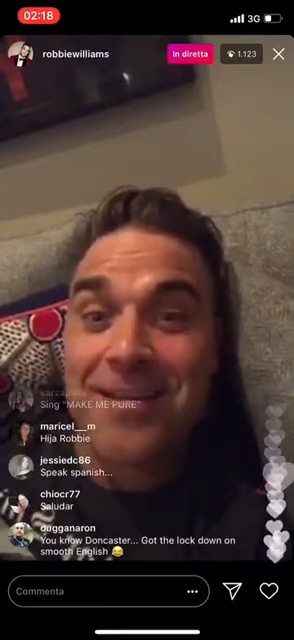 02:18
3G
robbiewilliams
In diretta
1.123
Sing "MAKE ME PURE"
maricel___m
Hija Robbie
jessiedc86
Speak spanish...
chiocr77
Saludar
dugganaron
You know Doncaster... Got the lock down on
smooth English 😂
Commenta